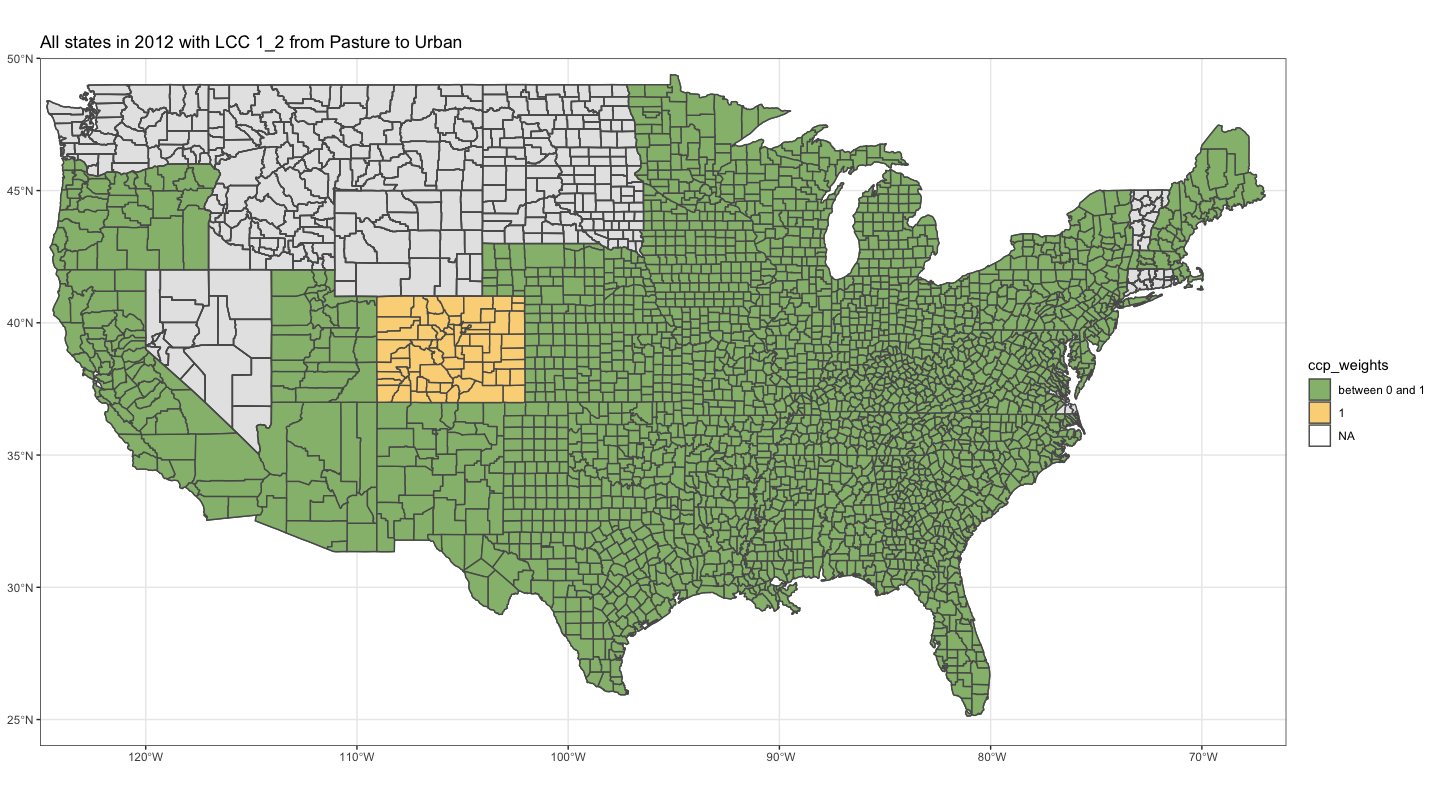 All states in 2012 with LCC 1_2 from Pasture to Urban
50°N
45°N
40°N
35°N
30°N
25°N
120°W
110°W
100°W
90°W
80°W
70°W
ccp_weights
between 0 and 1
1
NA